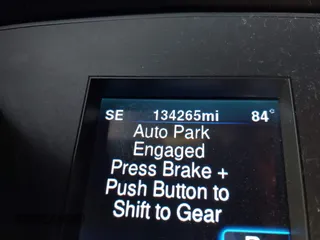 SE 134265mi 84°
Auto Park
Engaged
Press Brake +
Push Button to
Shift to Gear